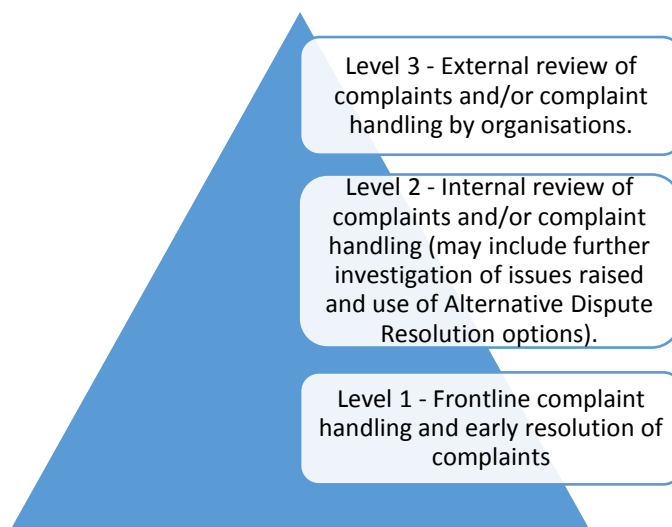 Level 3 - External review of
complaints and/or complaint
handling by organisations.
Level 2 - Internal review of
complaints and/or complaint
handling (may include further
investigation of issues raised
and use of Alternative Dispute
Resolution options).
Level 1 - Frontline complaint
handling and early resolution of
complaints